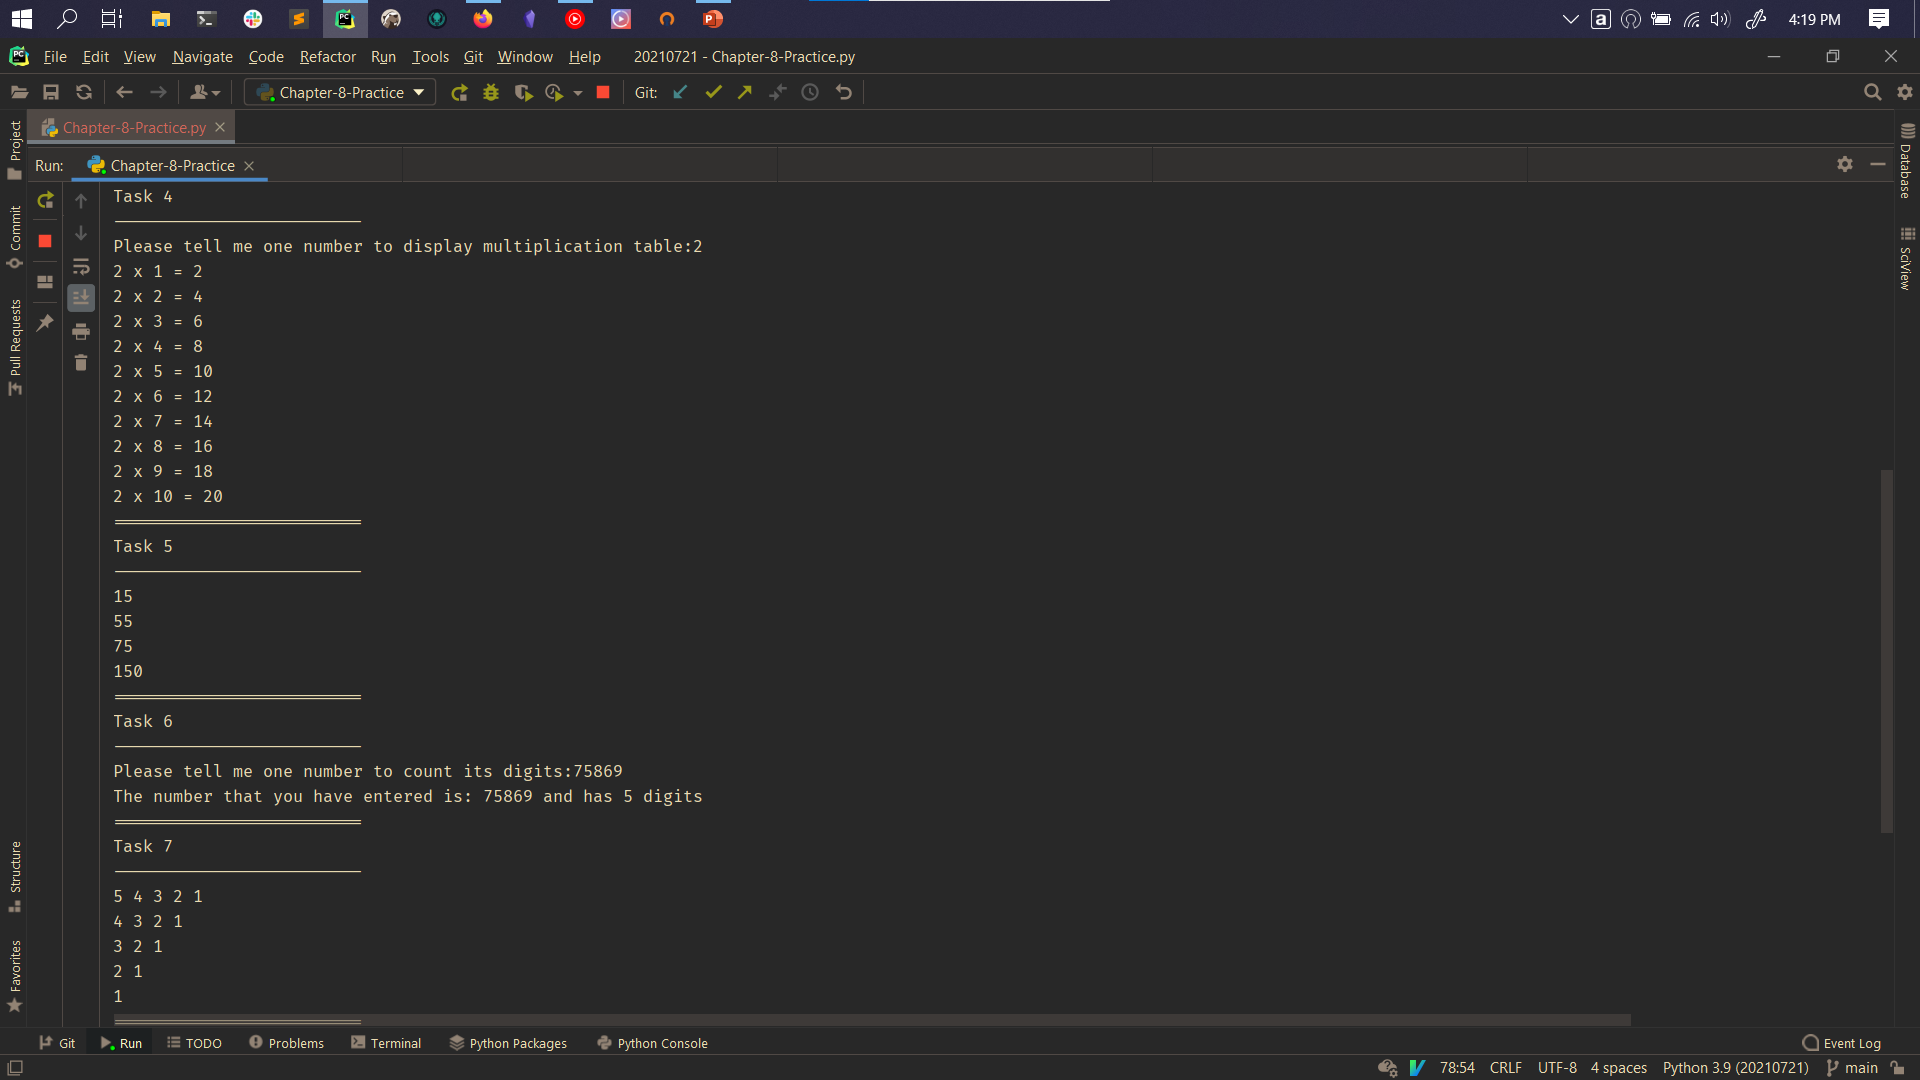 4:19 PM
File Edit View Navigate Code Refactor Run Tools Git Window Help 20210721 - Chapter-8-Practice.py
Chapter-8-Practice Git:
Chapter-8-Practice.py
Run: Chapter-8-Practice
Project
Commit
Pull Requests
Structure
Favorites
Database
SciView
Task 4
-------------------------
Please tell me one number to display multiplication table:2
2 x 1 = 2
2 x 2 = 4
2 x 3 = 6
2 x 4 = 8
2 x 5 = 10
2 x 6 = 12
2 x 7 = 14
2 x 8 = 16
2 x 9 = 18
2 x 10 = 20
=========================
Task 5
-------------------------
15
55
75
150
=========================
Task 6
-------------------------
Please tell me one number to count its digits:75869
The number that you have entered is: 75869 and has 5 digits
=========================
Task 7
-------------------------
5 4 3 2 1
4 3 2 1
3 2 1
2 1
1
=========================
Git Run TODO Problems Terminal Python Packages Python Console Event Log
78:54 CRLF UTF-8 4 spaces Python 3.9 (20210721) main